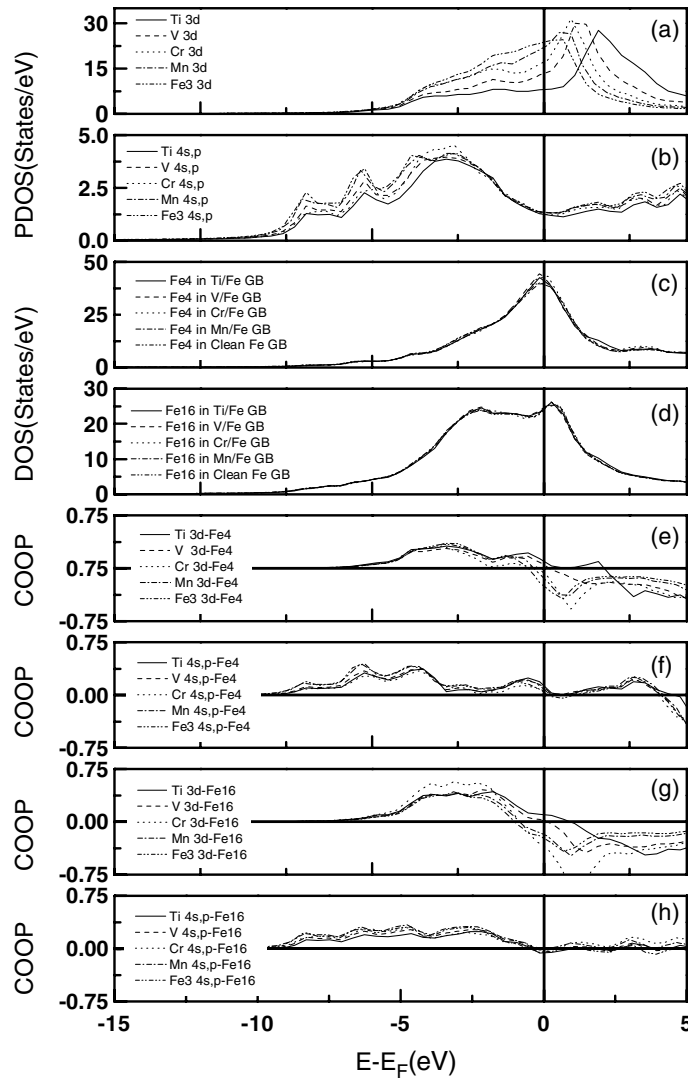 PDOS(States/eV)
(a)
30
15
0
Ti 3d
V 3d
Cr 3d
Mn 3d
Fe3 3d
(b)
5.0
2.5
0.0
Ti 4s,p
V 4s,p
Cr 4s,p
Mn 4s,p
Fe3 4s,p
DOS(States/eV)
(c)
50
25
0
Fe4 in Ti/Fe GB
Fe4 in V/Fe GB
Fe4 in Cr/Fe GB
Fe4 in Mn/Fe GB
Fe4 in Clean Fe GB
(d)
30
20
10
0
Fe16 in Ti/Fe GB
Fe16 in V/Fe GB
Fe16 in Cr/Fe GB
Fe16 in Mn/Fe GB
Fe16 in Clean Fe GB
COOP
(e)
0.75
0.75
-0.75
Ti 3d-Fe4
V 3d-Fe4
Cr 3d-Fe4
Mn 3d-Fe4
Fe3 3d-Fe4
COOP
(f)
0.75
0.00
-0.75
Ti 4s,p-Fe4
V 4s,p-Fe4
Cr 4s,p-Fe4
Mn 4s,p-Fe4
Fe3 4s,p-Fe4
COOP
(g)
0.75
0.00
-0.75
Ti 3d-Fe16
V 3d-Fe16
Cr 3d-Fe16
Mn 3d-Fe16
Fe3 3d-Fe16
COOP
(h)
0.75
0.00
-0.75
Ti 4s,p-Fe16
V 4s,p-Fe16
Cr 4s,p-Fe16
Mn 4s,p-Fe16
Fe3 4s,p-Fe16
-15 -10 -5 0 5
E-E_F(eV)